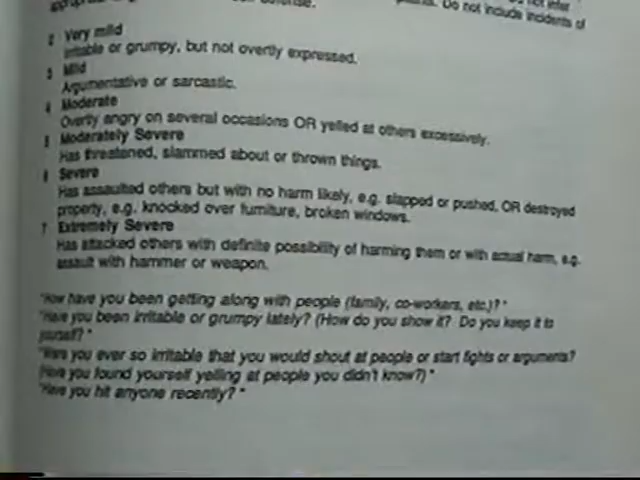 Do not include incidents of
2 Very mild
Irritable or grumpy, but not overtly expressed.
3 Mild
Argumentative or sarcastic.
4 Moderate
Overtly angry on several occasions OR yelled at others excessively.
5 Moderately Severe
Has threatened, slammed about or thrown things.
6 Severe
Has assaulted others but with no harm likely, e.g. slapped or pushed, OR destroyed
property, e.g. knocked over furniture, broken windows.
7 Extremely Severe
Has attacked others with definite possibility of harming them or with actual harm, e.g.
assault with hammer or weapon.
"How have you been getting along with people (family, co-workers, etc.)?"
"Have you been irritable or grumpy lately? (How do you show it? Do you keep it to
yourself?"
"Were you ever so irritable that you would shout at people or start fights or arguments?
(Have you found yourself yelling at people you didn't know?)"
"Have you hit anyone recently?"